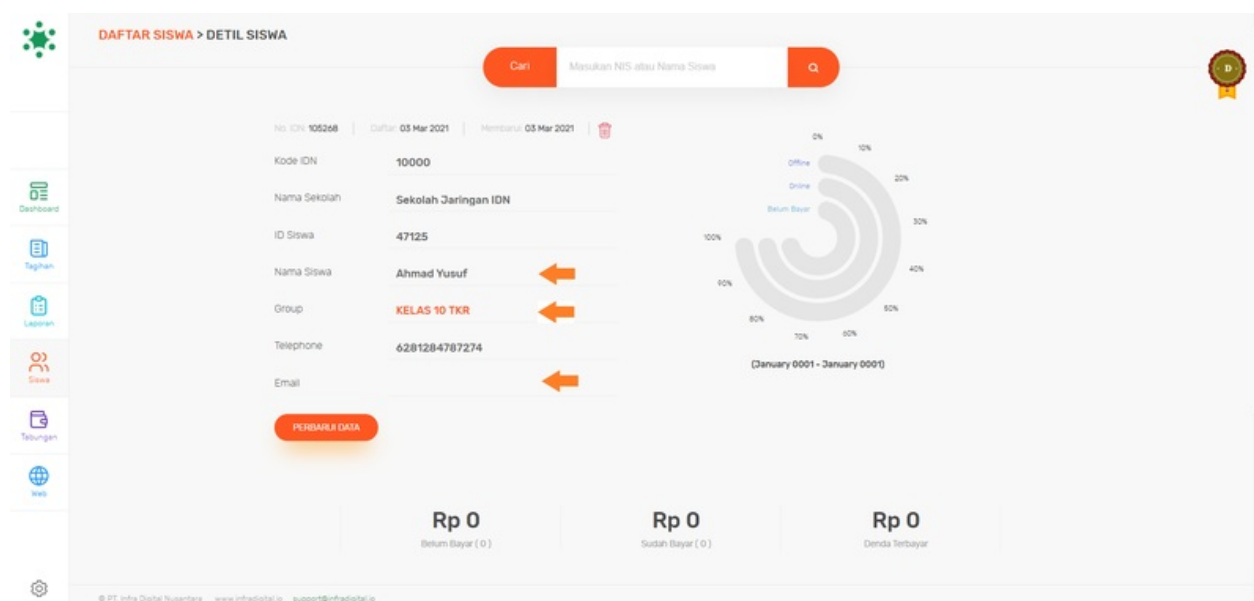 DAFTAR SISWA > DETIL SISWA
Cari Masukan NIS atau Nama Siswa
D
No. IDN: 105268 Daftar: 03 Mar 2021 Membarui: 03 Mar 2021
Kode IDN 10000
Nama Sekolah Sekolah Jaringan IDN
ID Siswa 47125
Nama Siswa Ahmad Yusuf
Group KELAS 10 TKR
Telephone 6281284787274
Email
PERBARUI DATA
0%
10%
20%
30%
40%
50%
60%
70%
80%
90%
100%
Offline
Online
Belum Bayar
(January 0001 - January 0001)
Dashboard
Tagihan
Laporan
Siswa
Tabungan
Web
Rp 0 Rp 0 Rp 0
Belum Bayar ( 0 ) Sudah Bayar ( 0 ) Denda Terbayar
© PT. Infra Digital Nusantara www.infradigital.io support@infradigital.io